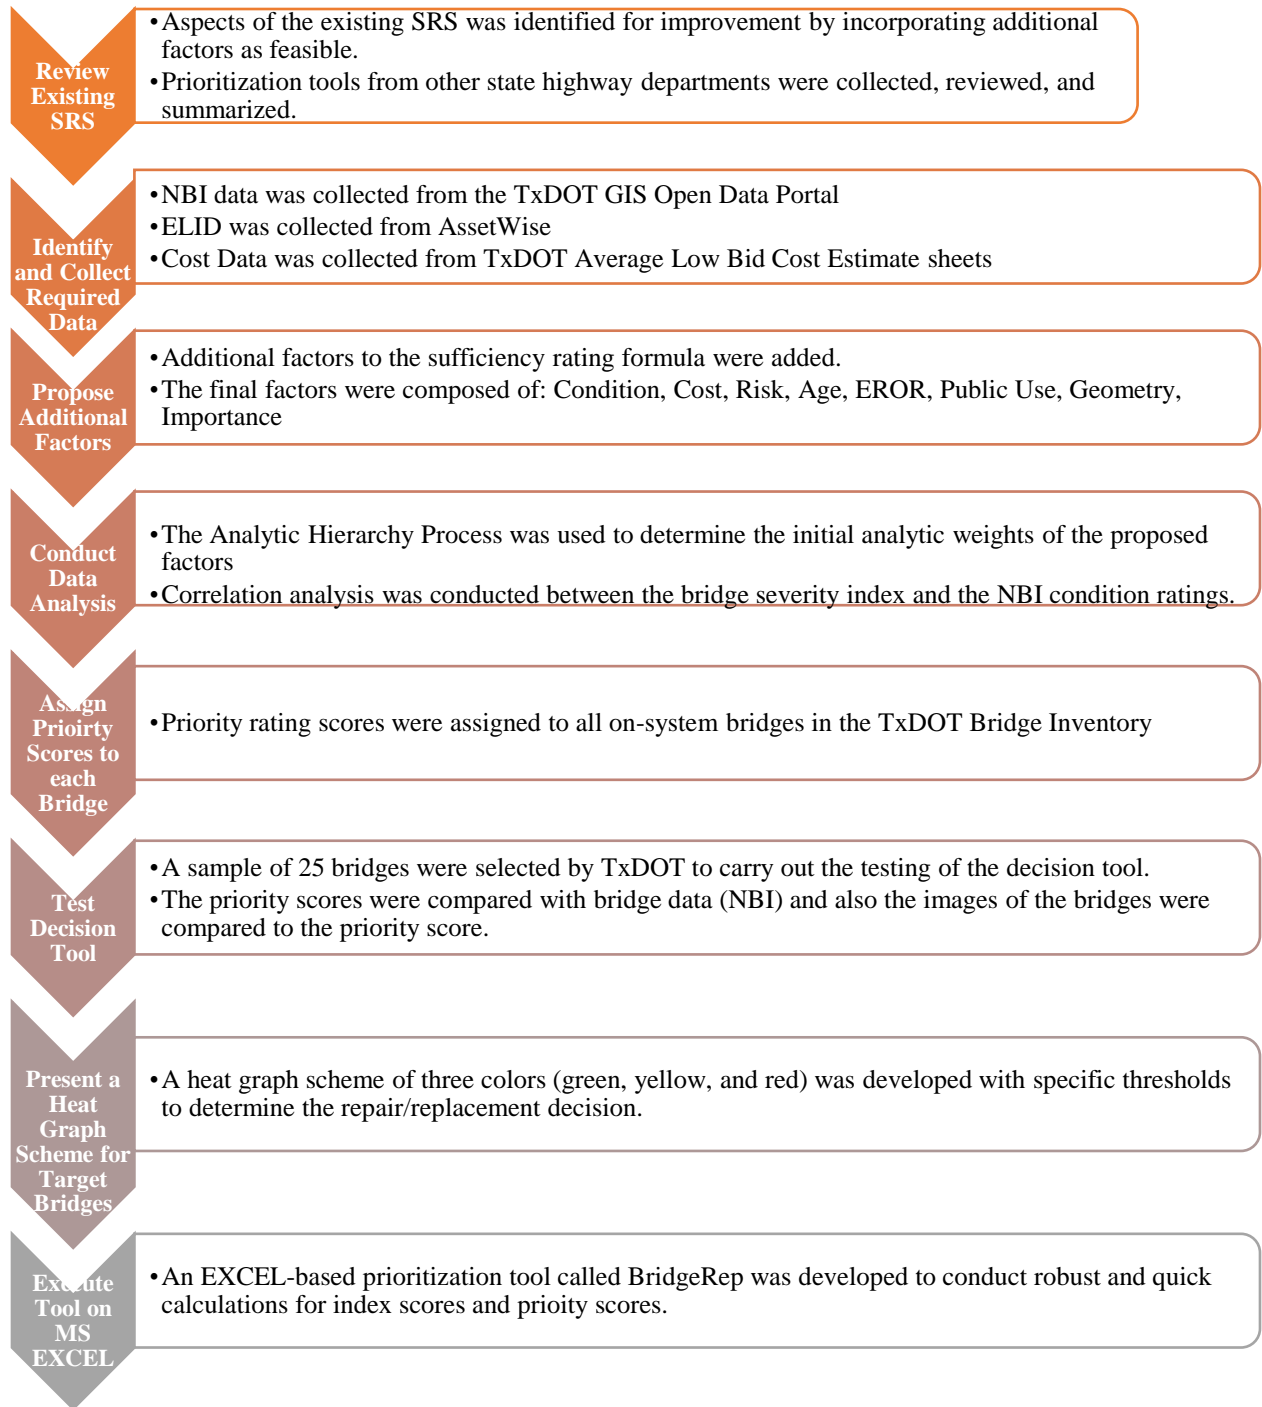 Review
Existing
SRS
•Aspects of the existing SRS was identified for improvement by incorporating additional
factors as feasible.
•Prioritization tools from other state highway departments were collected, reviewed, and
summarized.
Identify
and Collect
Required
Data
•NBI data was collected from the TxDOT GIS Open Data Portal
•ELID was collected from AssetWise
•Cost Data was collected from TxDOT Average Low Bid Cost Estimate sheets
Propose
Additional
Factors
•Additional factors to the sufficiency rating formula were added.
•The final factors were composed of: Condition, Cost, Risk, Age, EROR, Public Use, Geometry,
Importance
Conduct
Data
Analysis
•The Analytic Hierarchy Process was used to determine the initial analytic weights of the proposed
factors
•Correlation analysis was conducted between the bridge severity index and the NBI condition ratings.
Assign
Prioirty
Scores to
each
Bridge
•Priority rating scores were assigned to all on-system bridges in the TxDOT Bridge Inventory
Test
Decision
Tool
•A sample of 25 bridges were selected by TxDOT to carry out the testing of the decision tool.
•The priority scores were compared with bridge data (NBI) and also the images of the bridges were
compared to the priority score.
Present a
Heat
Graph
Scheme for
Target
Bridges
•A heat graph scheme of three colors (green, yellow, and red) was developed with specific thresholds
to determine the repair/replacement decision.
Execute
Tool on
MS
EXCEL
•An EXCEL-based prioritization tool called BridgeRep was developed to conduct robust and quick
calculations for index scores and prioity scores.